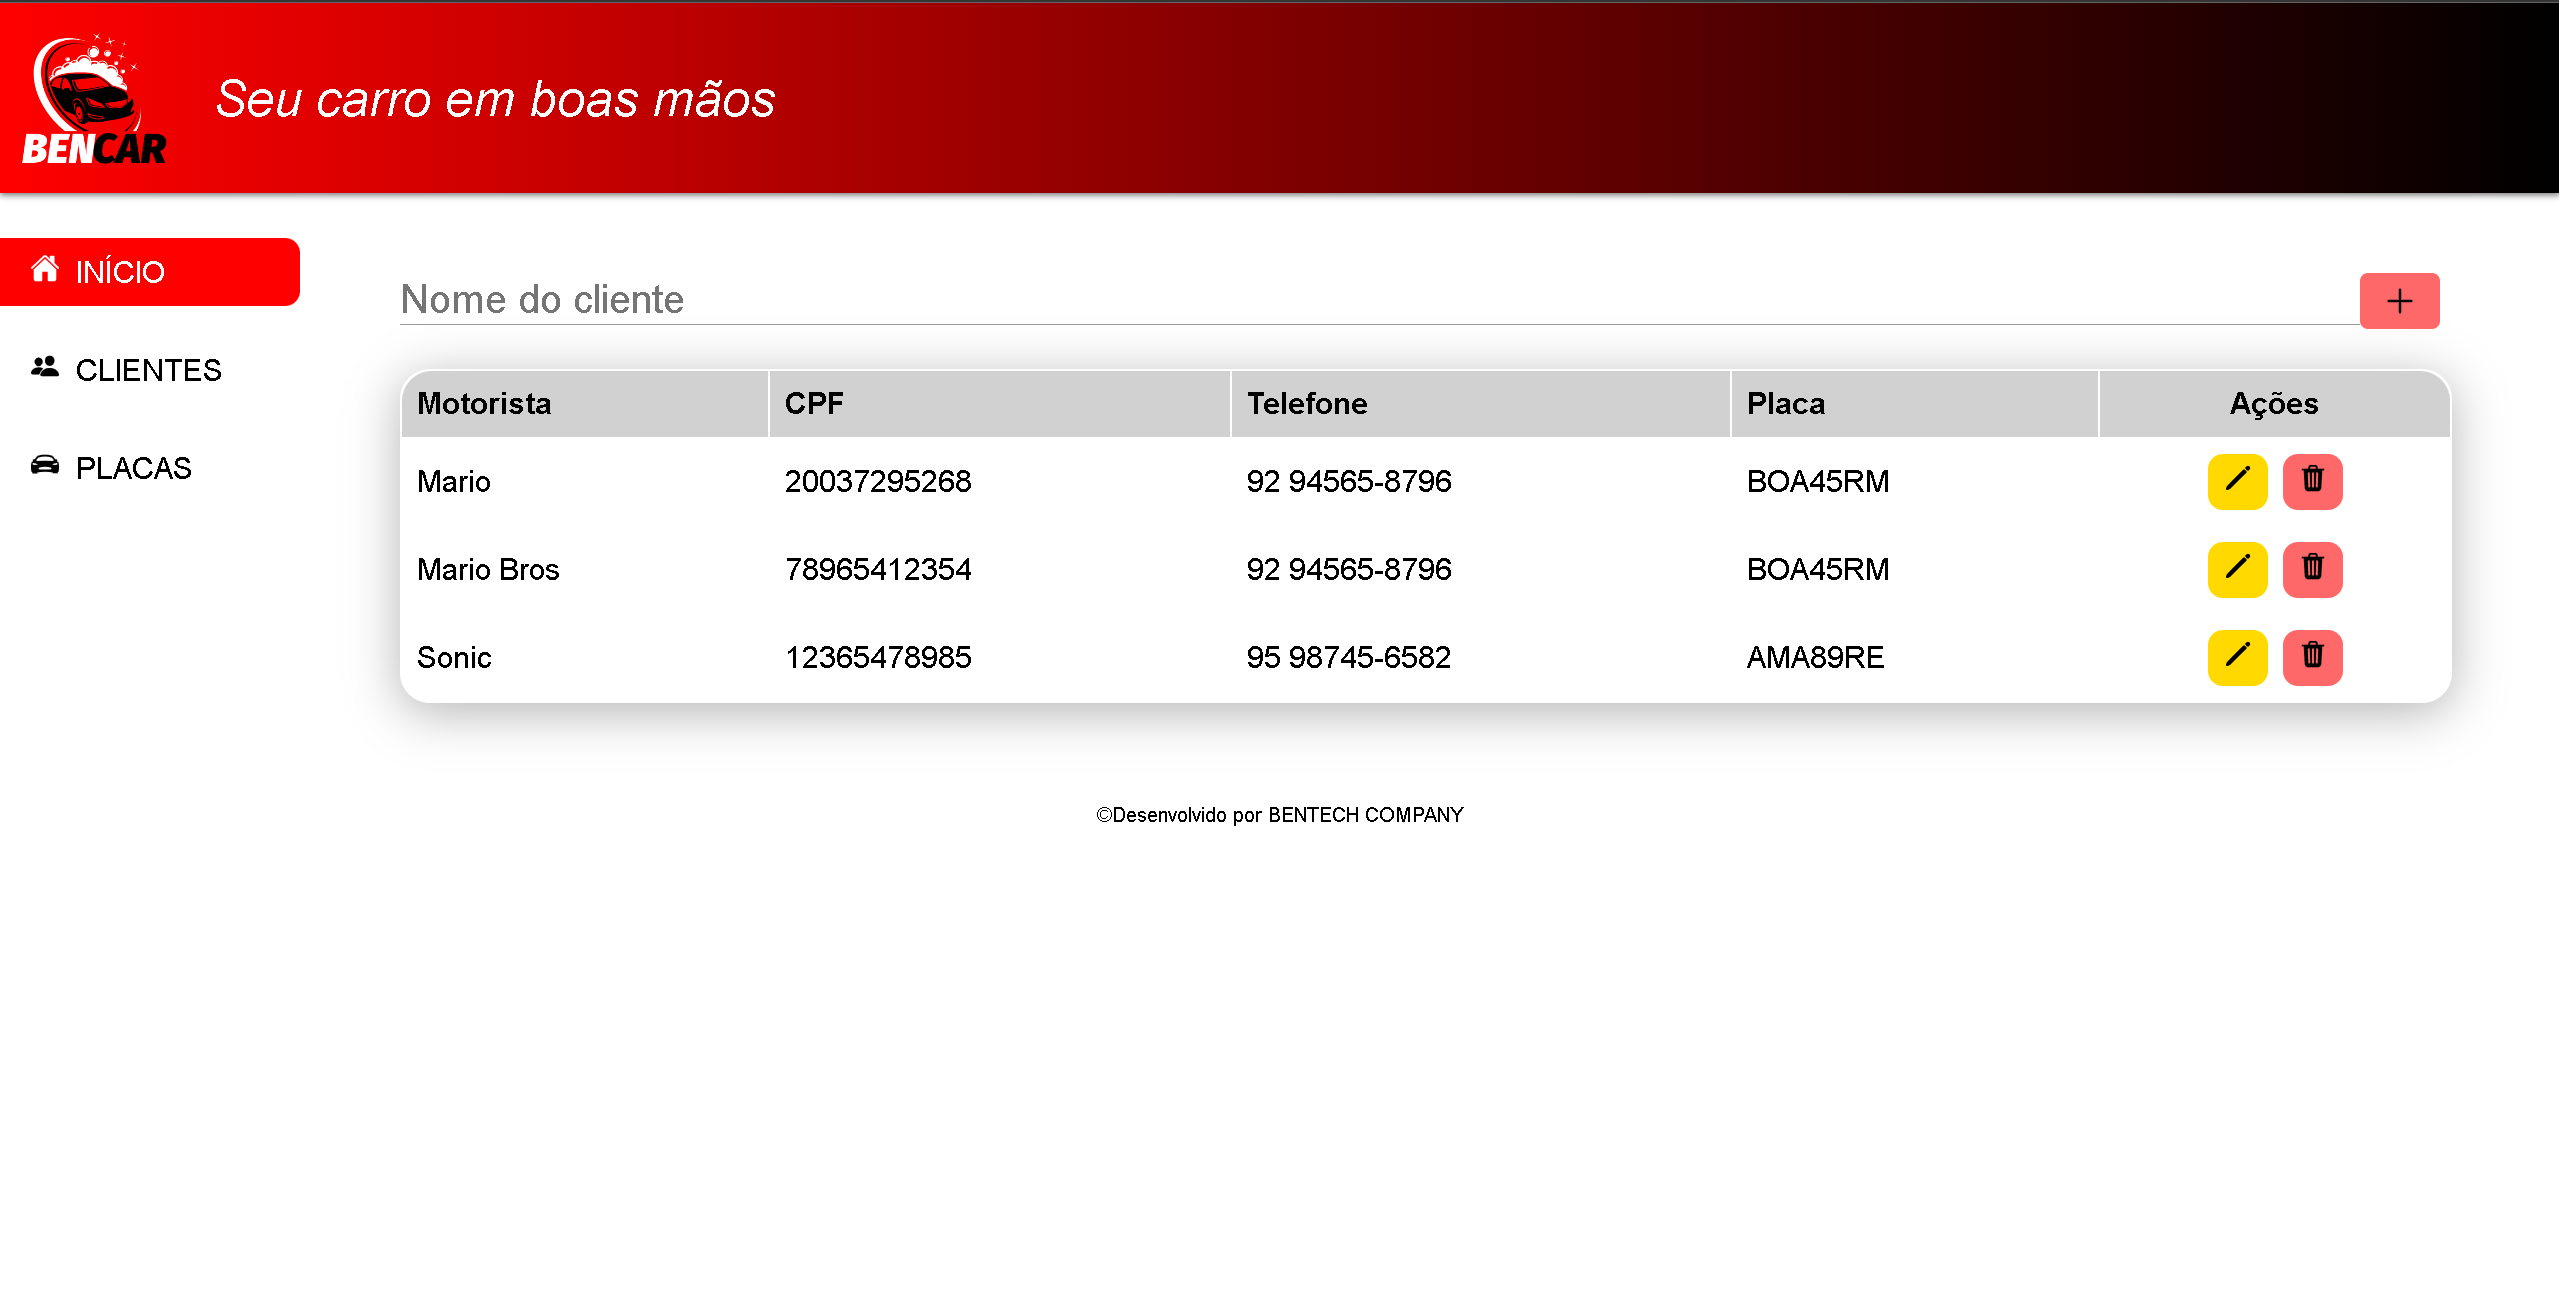 BENCAR
Seu carro em boas mãos
INÍCIO
CLIENTES
PLACAS
Nome do cliente
Motorista CPF Telefone Placa Ações
Mario 20037295268 92 94565-8796 BOA45RM
Mario Bros 78965412354 92 94565-8796 BOA45RM
Sonic 12365478985 95 98745-6582 AMA89RE
©Desenvolvido por BENTECH COMPANY